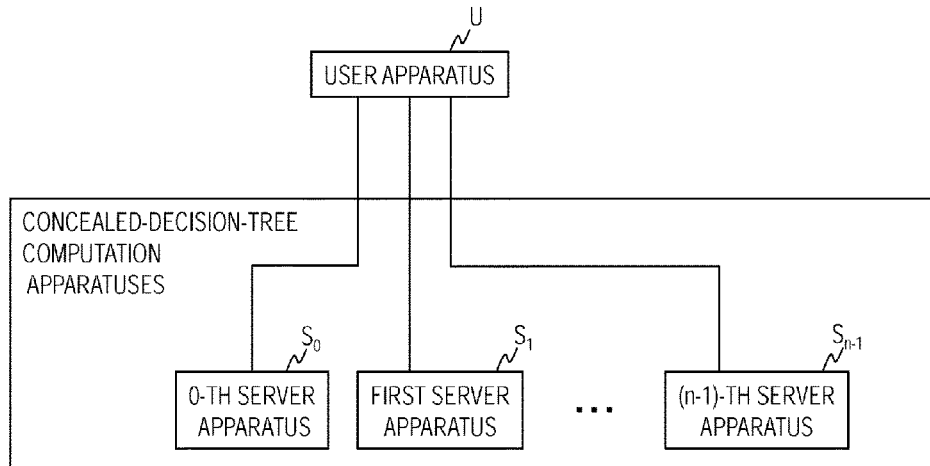 U
USER APPARATUS
CONCEALED-DECISION-TREE
COMPUTATION
APPARATUSES
S0
0-TH SERVER
APPARATUS
S1
FIRST SERVER
APPARATUS
...
Sn-1
(n-1)-TH SERVER
APPARATUS